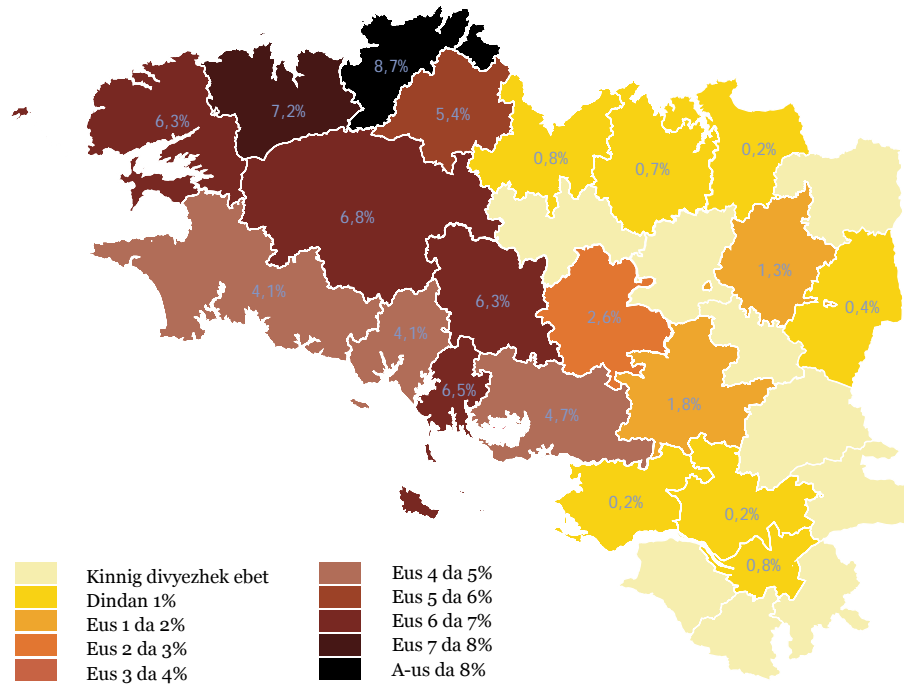 8,7%
7,2%
5,4%
6,3%
0,2%
0,8%
0,7%
6,8%
1,3%
4,1%
6,3%
0,4%
2,6%
4,1%
6,5%
1,8%
4,7%
0,2%
0,2%
0,8%
Kinnig divyezhek ebet
Dindan 1%
Eus 1 da 2%
Eus 2 da 3%
Eus 3 da 4%
Eus 4 da 5%
Eus 5 da 6%
Eus 6 da 7%
Eus 7 da 8%
A-us da 8%